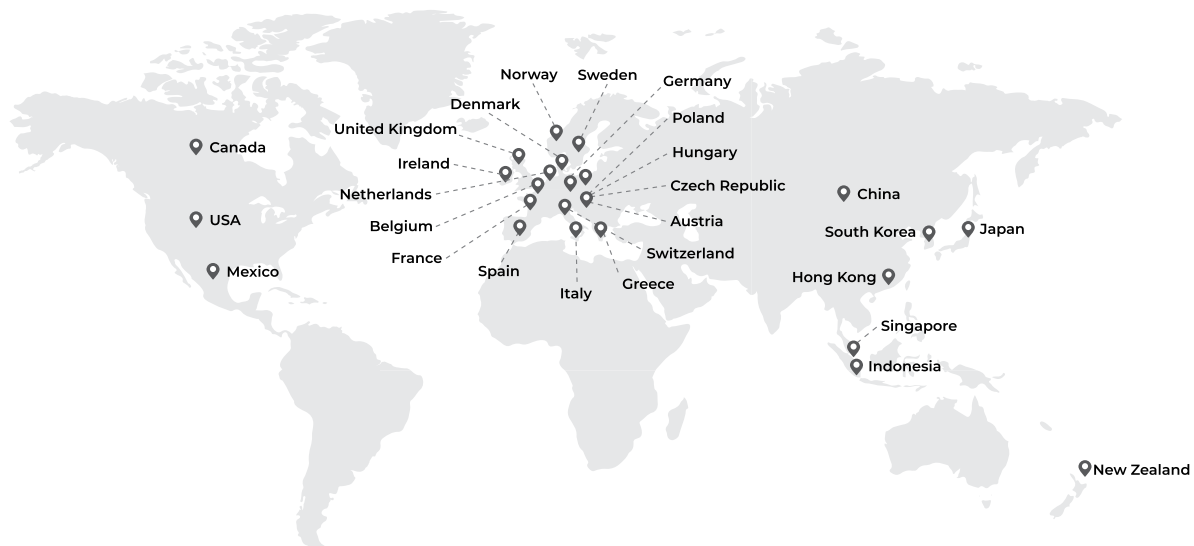 Norway
Sweden
Germany
Denmark
Poland
United Kingdom
Canada
Hungary
Ireland
Czech Republic
Netherlands
China
USA
Austria
Belgium
Japan
South Korea
Switzerland
France
Mexico
Spain
Hong Kong
Greece
Italy
Singapore
Indonesia
New Zealand